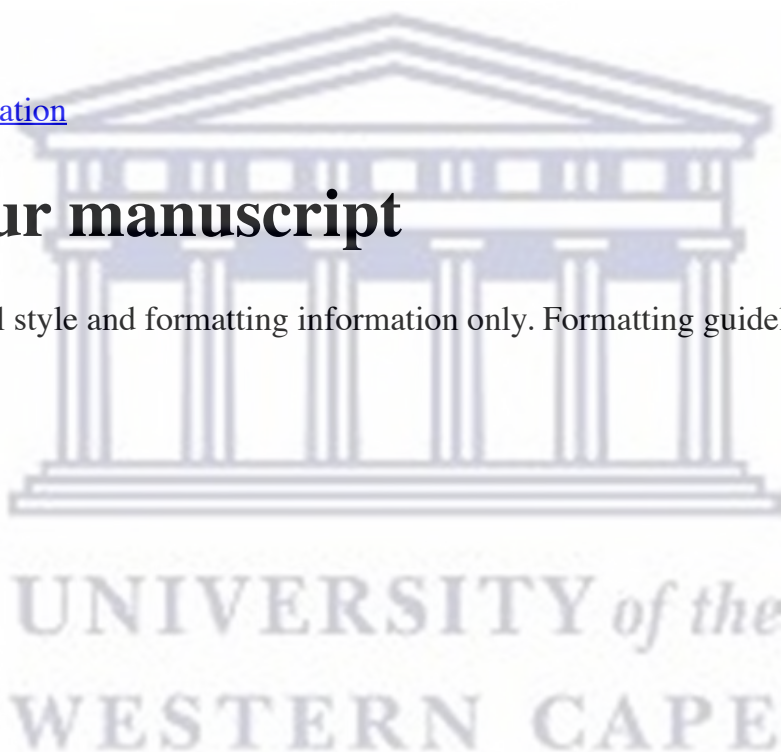 ation
ur manuscript
l style and formatting information only. Formatting guidel
UNIVERSITY of the
WESTERN CAPE